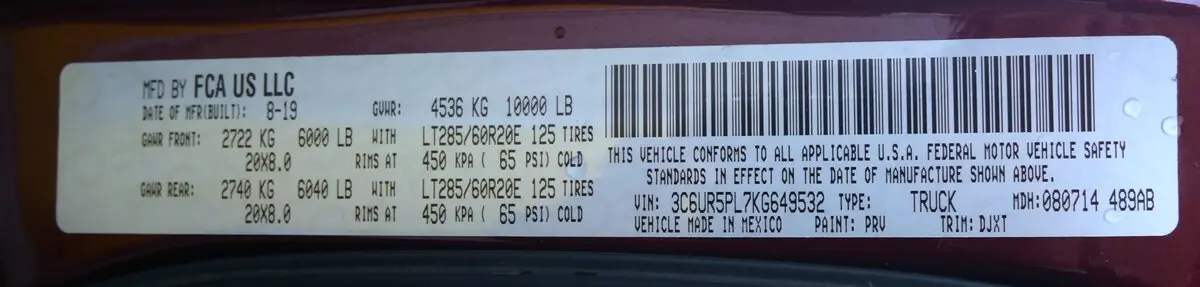 MFD BY FCA US LLC
DATE OF MFR(BUILT): 8-19 GVWR: 4536 KG 10000 LB
GAWR FRONT: 2722 KG 6000 LB WITH LT285/60R20E 125 TIRES
20X8.0 RIMS AT 450 KPA ( 65 PSI) COLD
GAWR REAR: 2740 KG 6040 LB WITH LT285/60R20E 125 TIRES
20X8.0 RIMS AT 450 KPA ( 65 PSI) COLD
THIS VEHICLE CONFORMS TO ALL APPLICABLE U.S.A. FEDERAL MOTOR VEHICLE SAFETY
STANDARDS IN EFFECT ON THE DATE OF MANUFACTURE SHOWN ABOVE.
VIN: 3C6UR5PL7KG649532 TYPE: TRUCK MDH:080714 489AB
VEHICLE MADE IN MEXICO PAINT: PRV TRIM: DJXT